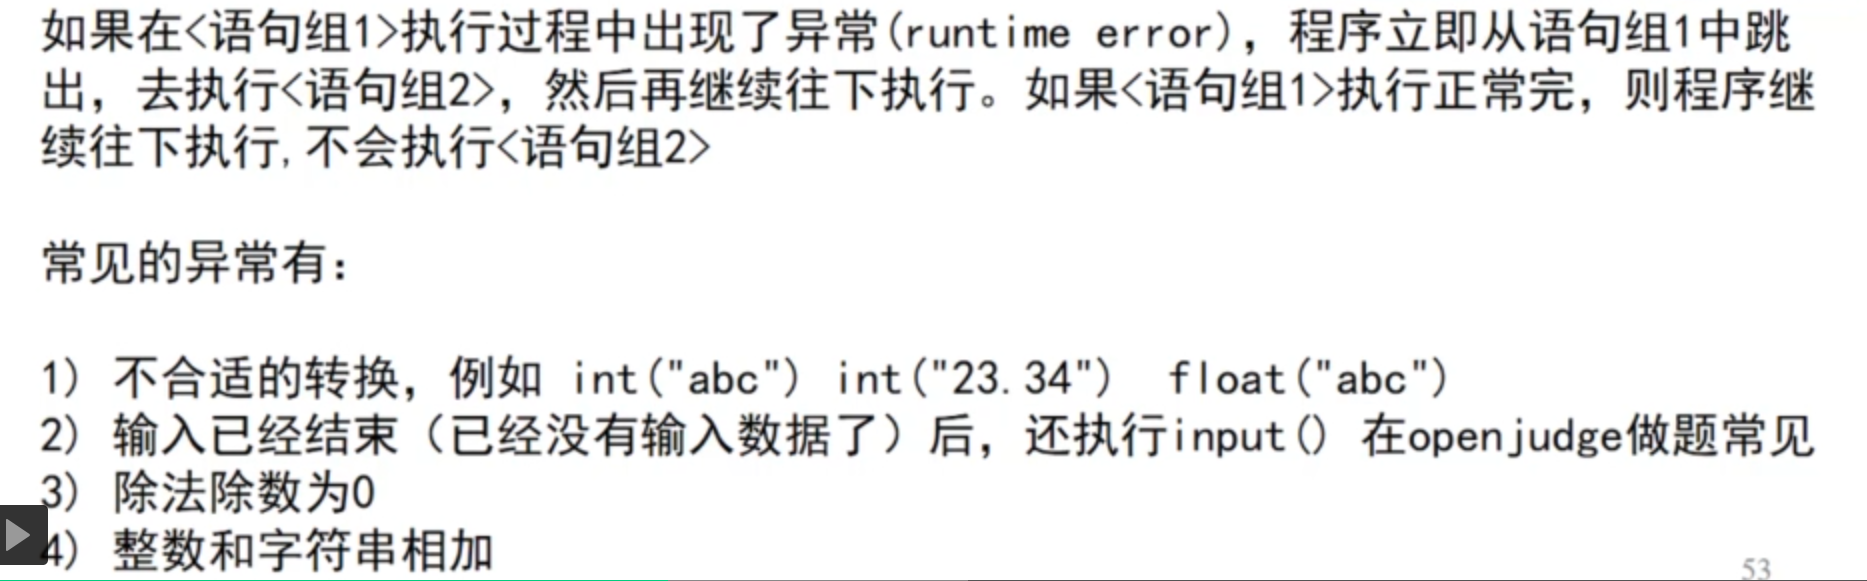 如果在<语句组1>执行过程中出现了异常(runtime error)，程序立即从语句组1中跳
出，去执行<语句组2>，然后再继续往下执行。如果<语句组1>执行正常完，则程序继
续往下执行,不会执行<语句组2>
常见的异常有：
1) 不合适的转换，例如 int("abc") int("23.34")  float("abc")
2) 输入已经结束（已经没有输入数据了）后，还执行input() 在openjudge做题常见
3) 除法除数为0
4) 整数和字符串相加
53